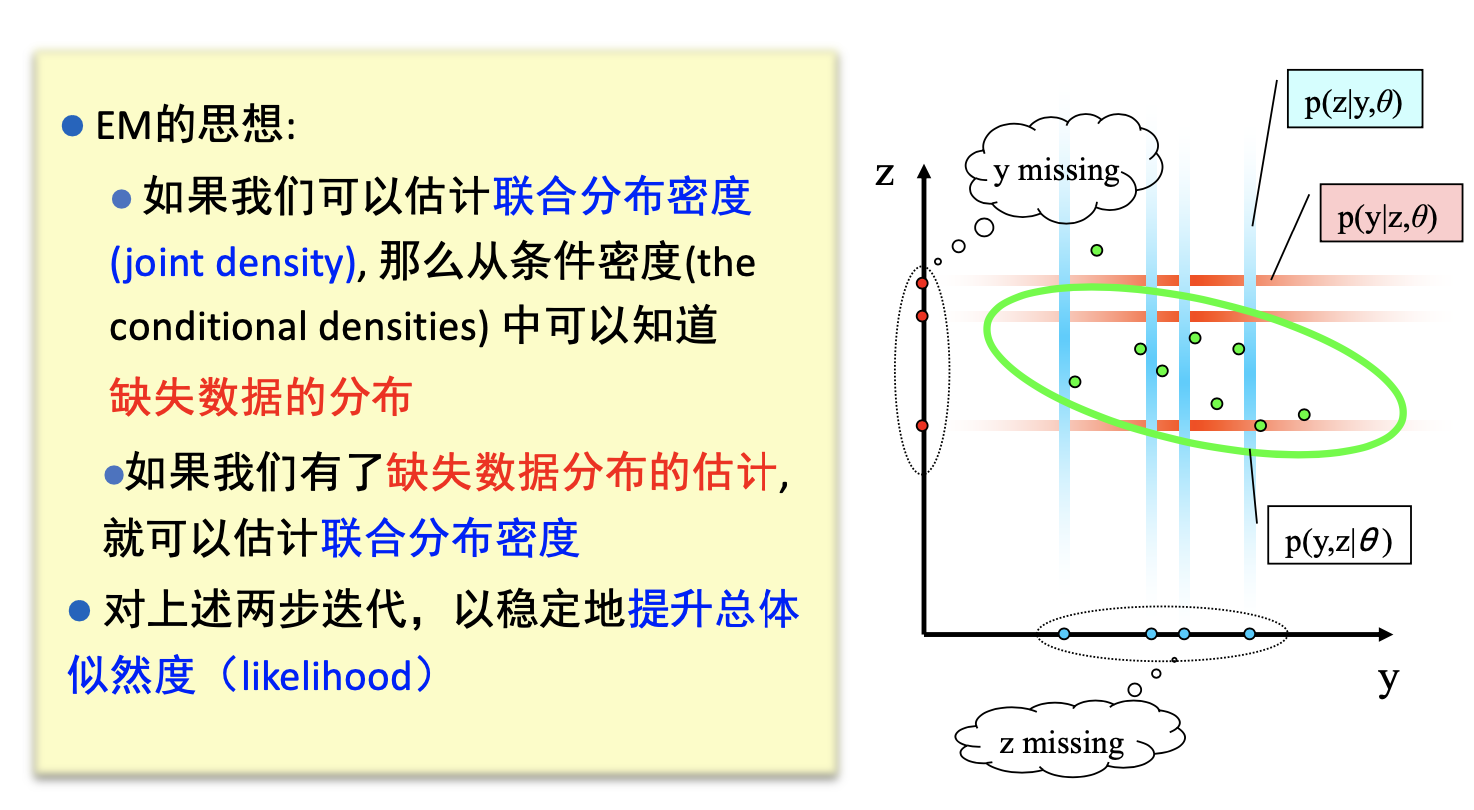 EM的思想:
如果我们可以估计联合分布密度
(joint density), 那么从条件密度(the
conditional densities) 中可以知道
缺失数据的分布
如果我们有了缺失数据分布的估计,
就可以估计联合分布密度
对上述两步迭代，以稳定地提升总体
似然度（likelihood）
p(z|y,θ)
y missing
z
p(y|z,θ)
p(y,z|θ)
y
z missing